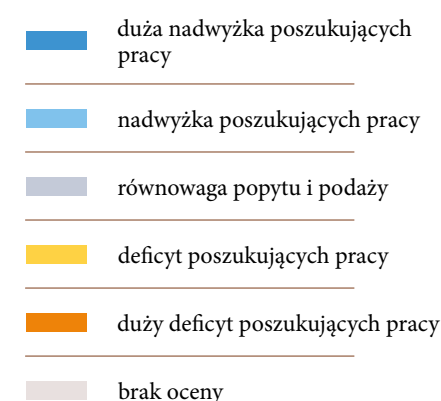 duża nadwyżka poszukujących
pracy
nadwyżka poszukujących pracy
równowaga popytu i podaży
deficyt poszukujących pracy
duży deficyt poszukujących pracy
brak oceny